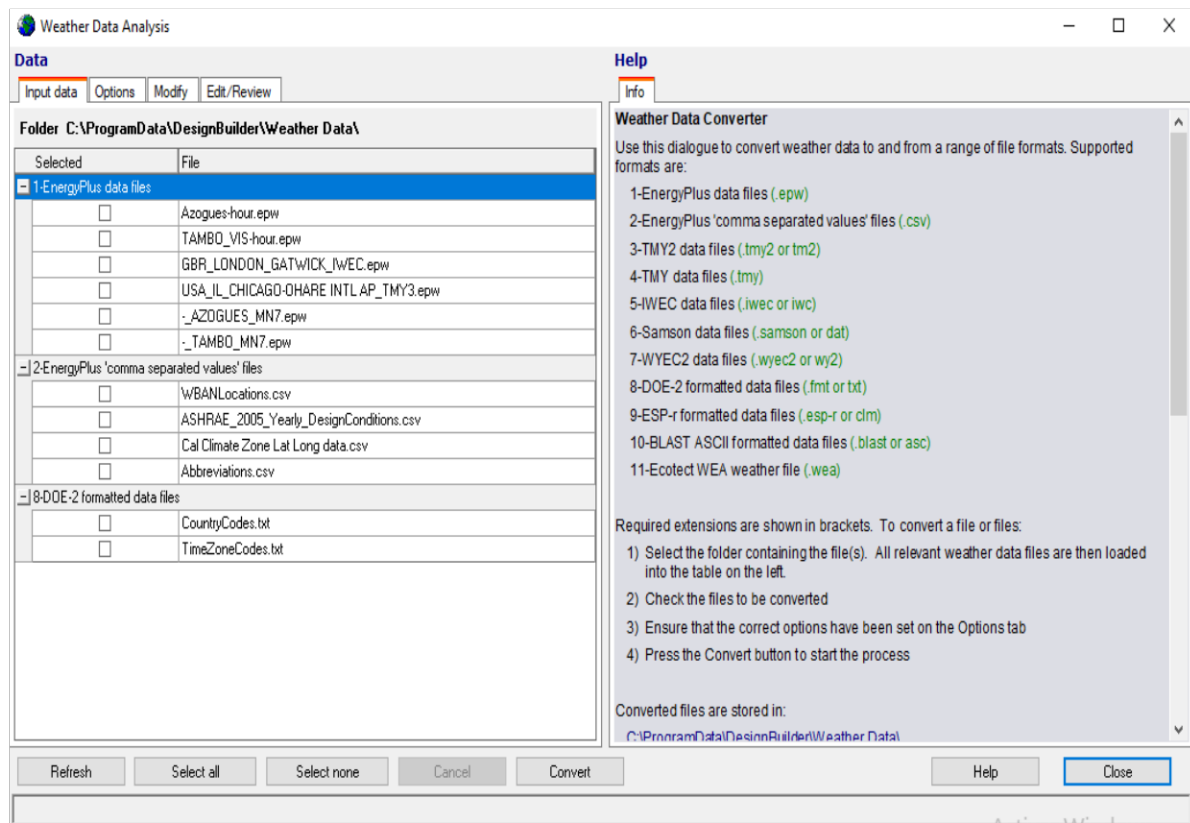 Weather Data Analysis
Data
Input data Options Modify Edit/Review
Folder C:\ProgramData\DesignBuilder\Weather Data\
Selected File
1-EnergyPlus data files
Azogues-hour.epw
TAMBO_VIS-hour.epw
GBR_LONDON_GATWICK_IWEC.epw
USA_IL_CHICAGO-OHARE INTL AP_TMY3.epw
-_AZOGUES_MN7.epw
-_TAMBO_MN7.epw
2-EnergyPlus 'comma separated values' files
WBANLocations.csv
ASHRAE_2005_Yearly_DesignConditions.csv
Cal Climate Zone Lat Long data.csv
Abbreviations.csv
8-DOE-2 formatted data files
CountryCodes.txt
TimeZoneCodes.txt
Help
Info
Weather Data Converter
Use this dialogue to convert weather data to and from a range of file formats. Supported
formats are:
1-EnergyPlus data files (.epw)
2-EnergyPlus 'comma separated values' files (.csv)
3-TMY2 data files (.tmy2 or tm2)
4-TMY data files (.tmy)
5-IWEC data files (.iwec or iwc)
6-Samson data files (.samson or dat)
7-WYEC2 data files (.wyec2 or wy2)
8-DOE-2 formatted data files (.fmt or txt)
9-ESP-r formatted data files (.esp-r or clm)
10-BLAST ASCII formatted data files (.blast or asc)
11-Ecotect WEA weather file (.wea)
Required extensions are shown in brackets. To convert a file or files:
1) Select the folder containing the file(s). All relevant weather data files are then loaded
into the table on the left.
2) Check the files to be converted
3) Ensure that the correct options have been set on the Options tab
4) Press the Convert button to start the process
Converted files are stored in:
C:\ProgramData\DesignBuilder\Weather Data\
Refresh Select all Select none Cancel Convert Help Close